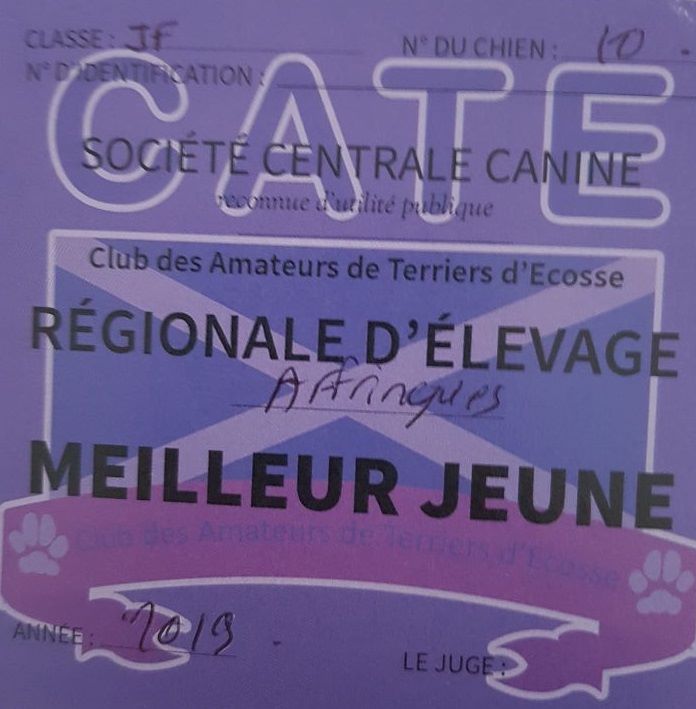 CLASSE : JF
N° DU CHIEN : 10
N° D'IDENTIFICATION :
CATE
SOCIÉTÉ CENTRALE CANINE
reconnue d'utilité publique
Club des Amateurs de Terriers d'Ecosse
RÉGIONALE D'ÉLEVAGE
Affringues
MEILLEUR JEUNE
Club des Amateurs de Terriers d'Ecosse
ANNÉE : 2019
LE JUGE :